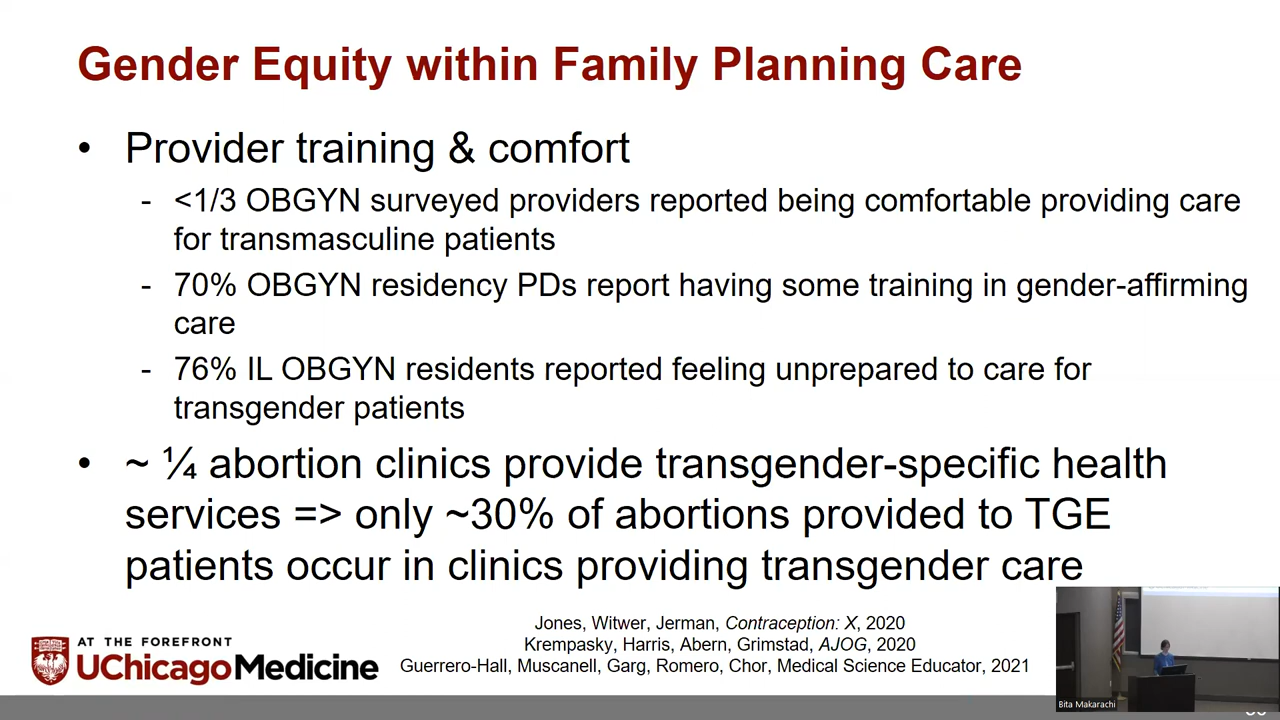 Gender Equity within Family Planning Care
• Provider training & comfort
- <1/3 OBGYN surveyed providers reported being comfortable providing care
for transmasculine patients
- 70% OBGYN residency PDs report having some training in gender-affirming
care
- 76% IL OBGYN residents reported feeling unprepared to care for
transgender patients
• ~ ¼ abortion clinics provide transgender-specific health
services => only ~30% of abortions provided to TGE
patients occur in clinics providing transgender care
Jones, Witwer, Jerman, Contraception: X, 2020
Krempasky, Harris, Abern, Grimstad, AJOG, 2020
Guerrero-Hall, Muscanell, Garg, Romero, Chor, Medical Science Educator, 2021
AT THE FOREFRONT
UChicagoMedicine
Bita Makarachi